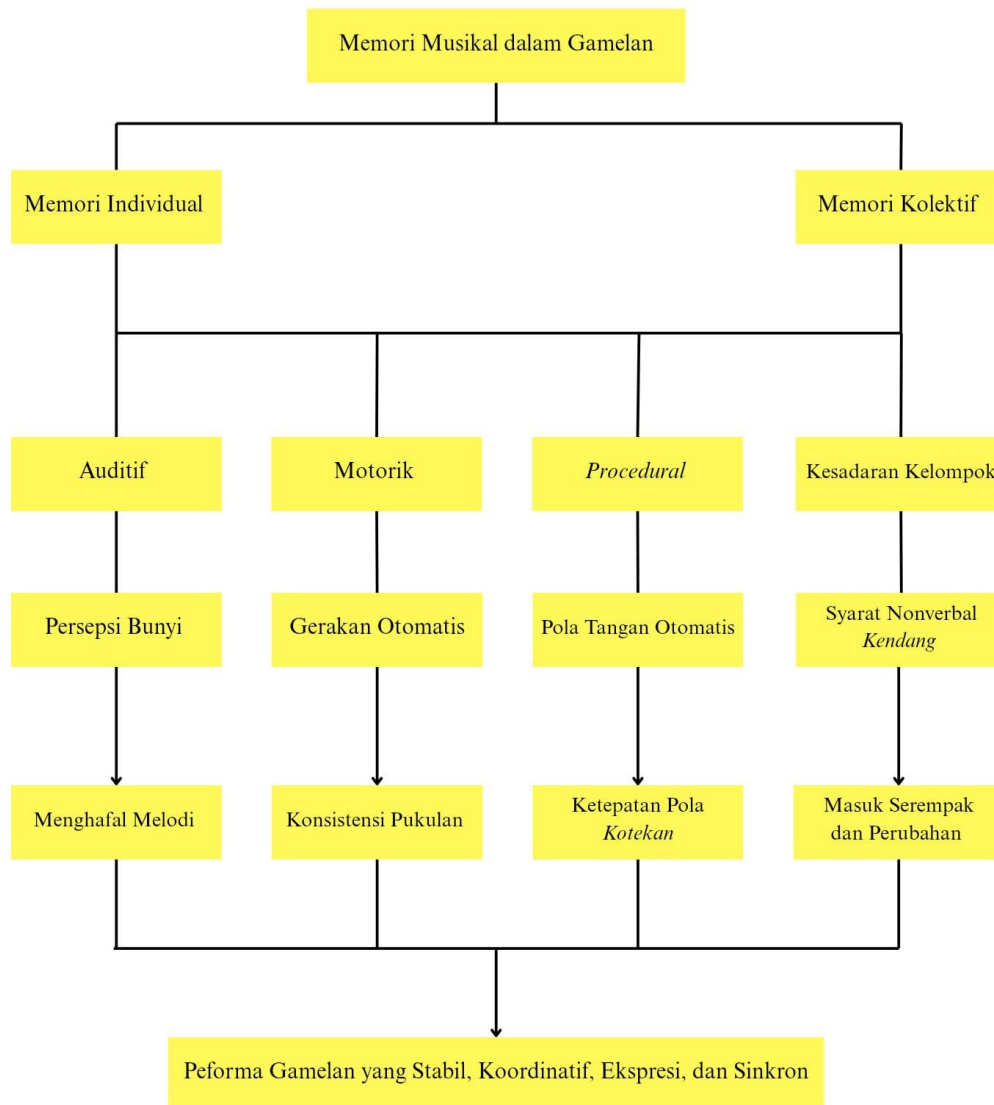 Memori Musikal dalam Gamelan
Memori Individual
Memori Kolektif
Auditif
Motorik
Procedural
Kesadaran Kelompok
Persepsi Bunyi
Gerakan Otomatis
Pola Tangan Otomatis
Syarat Nonverbal
Kendang
Menghafal Melodi
Konsistensi Pukulan
Ketepatan Pola
Kotekan
Masuk Serempak
dan Perubahan
Peforma Gamelan yang Stabil, Koordinatif, Ekspresi, dan Sinkron